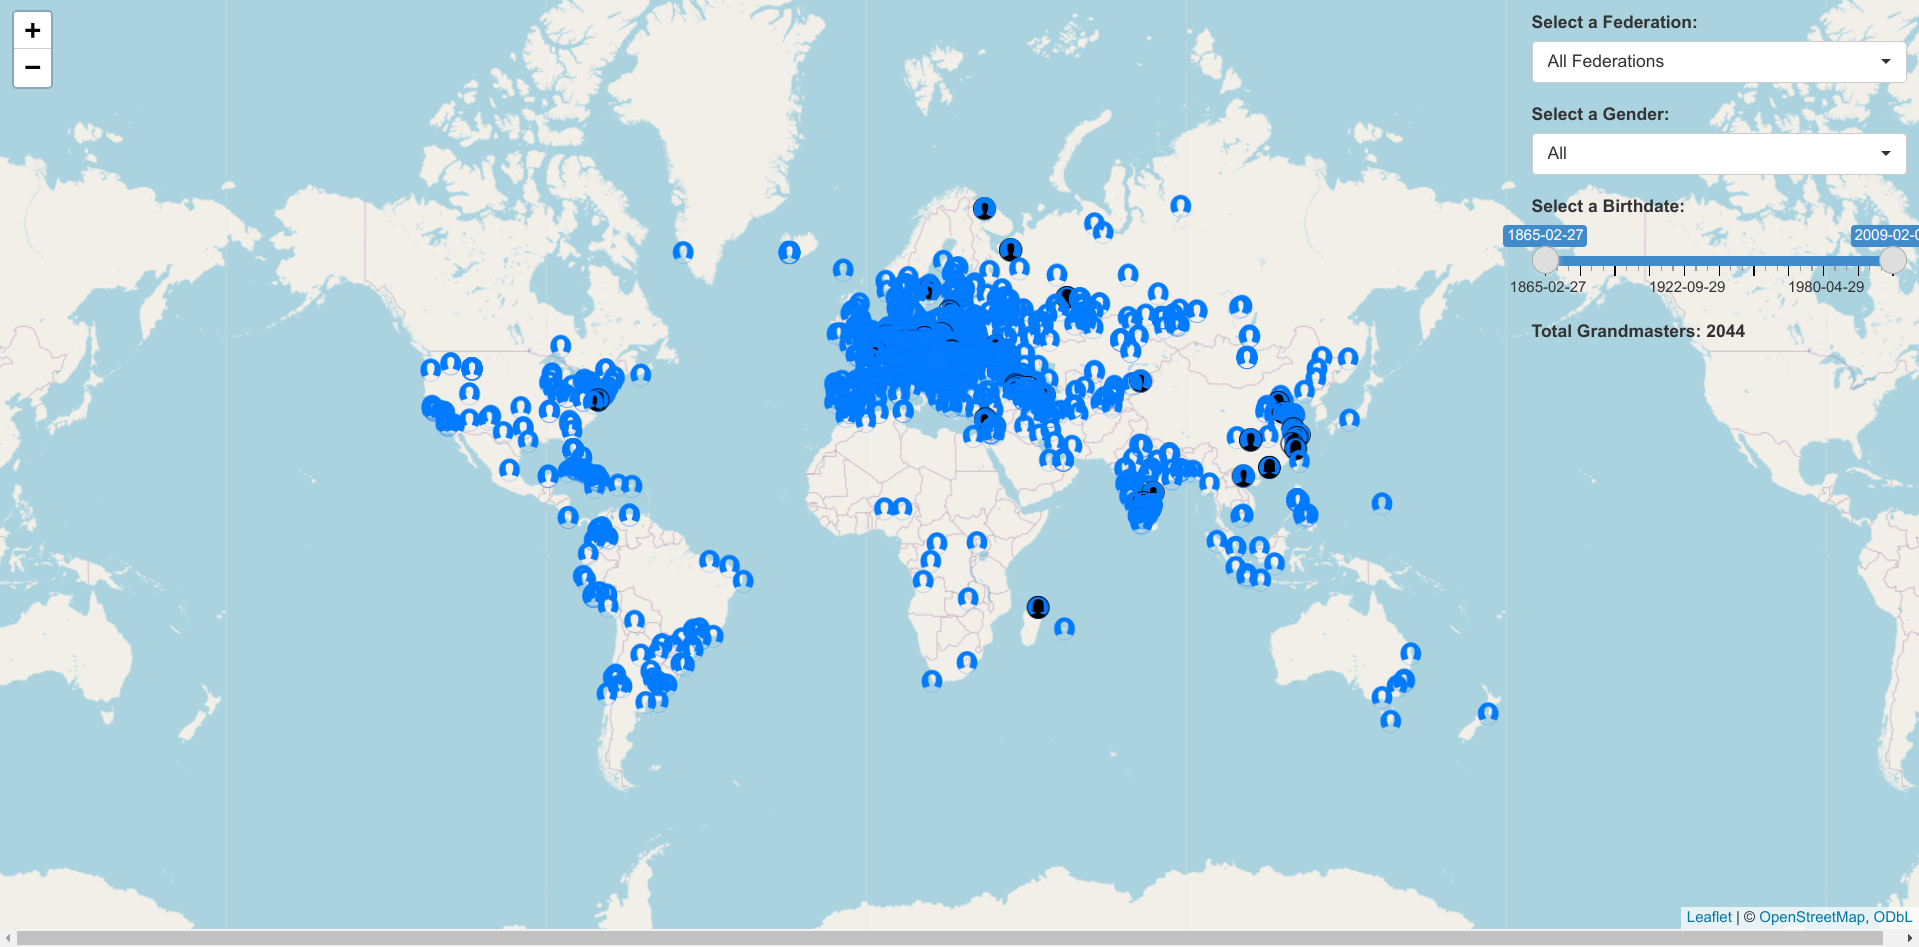 +
−
Select a Federation:
All Federations
Select a Gender:
All
Select a Birthdate:
1865-02-27
2009-02-0
1865-02-27
1922-09-29
1980-04-29
Total Grandmasters: 2044
Leaflet | © OpenStreetMap, ODbL